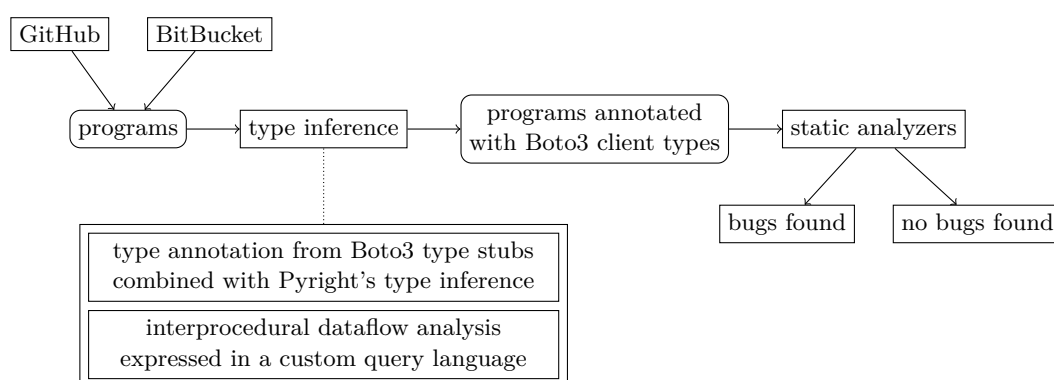 GitHub
BitBucket
programs
type inference
programs annotated
with Boto3 client types
static analyzers
bugs found
no bugs found
type annotation from Boto3 type stubs
combined with Pyright's type inference
interprocedural dataflow analysis
expressed in a custom query language